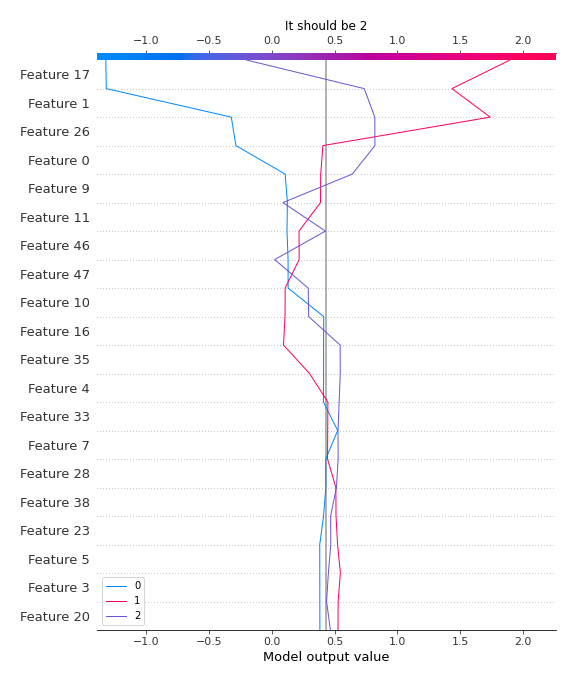 It should be 2
−1.0 −0.5 0.0 0.5 1.0 1.5 2.0
Feature 17
Feature 1
Feature 26
Feature 0
Feature 9
Feature 11
Feature 46
Feature 47
Feature 10
Feature 16
Feature 35
Feature 4
Feature 33
Feature 7
Feature 28
Feature 38
Feature 23
Feature 5
Feature 3
Feature 20
0
1
2
−1.0 −0.5 0.0 0.5 1.0 1.5 2.0
Model output value